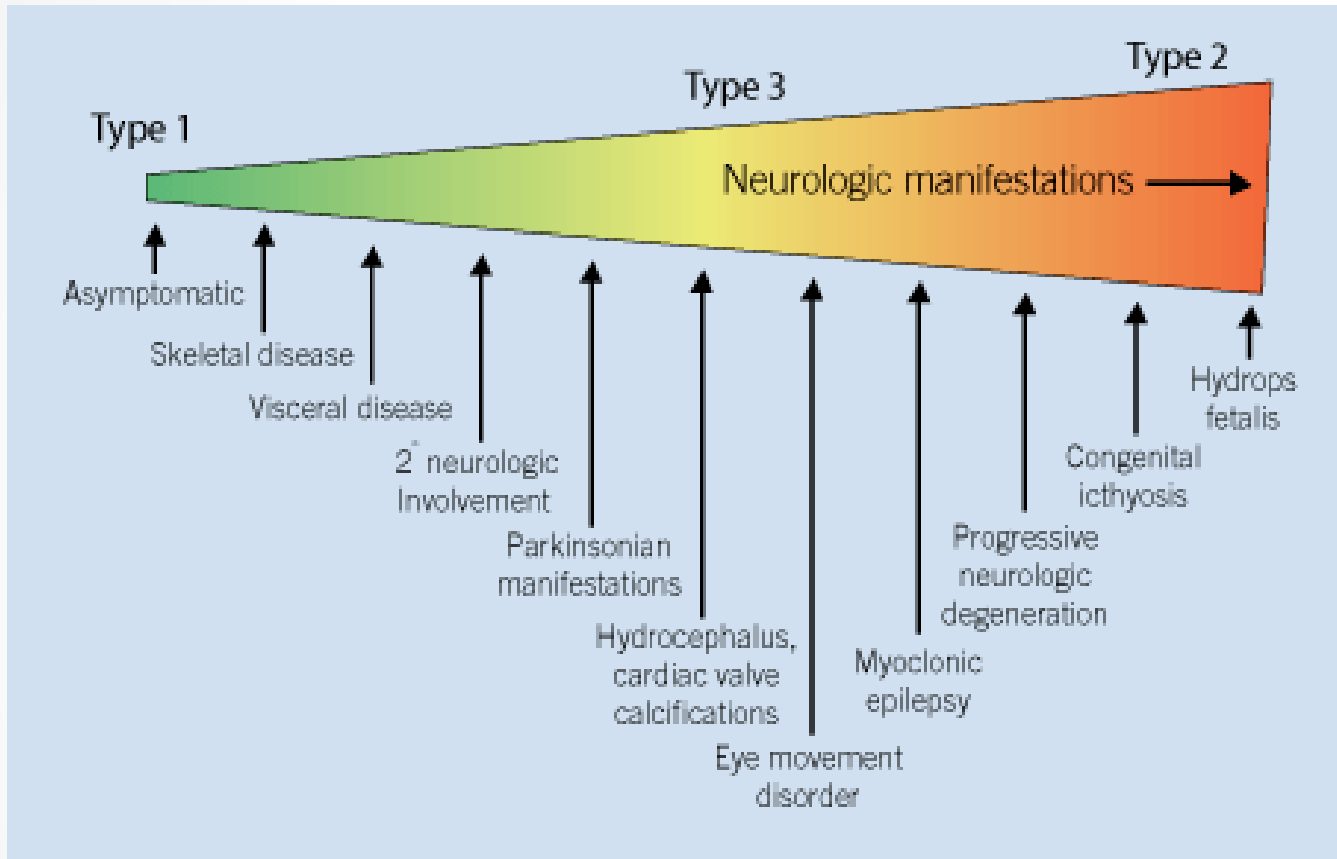 Type 1
Type 3
Type 2
Neurologic manifestations
Asymptomatic
Skeletal disease
Visceral disease
2° neurologic
Involvement
Parkinsonian
manifestations
Hydrocephalus,
cardiac valve
calcifications
Eye movement
disorder
Myoclonic
epilepsy
Progressive
neurologic
degeneration
Congenital
icthyosis
Hydrops
fetalis